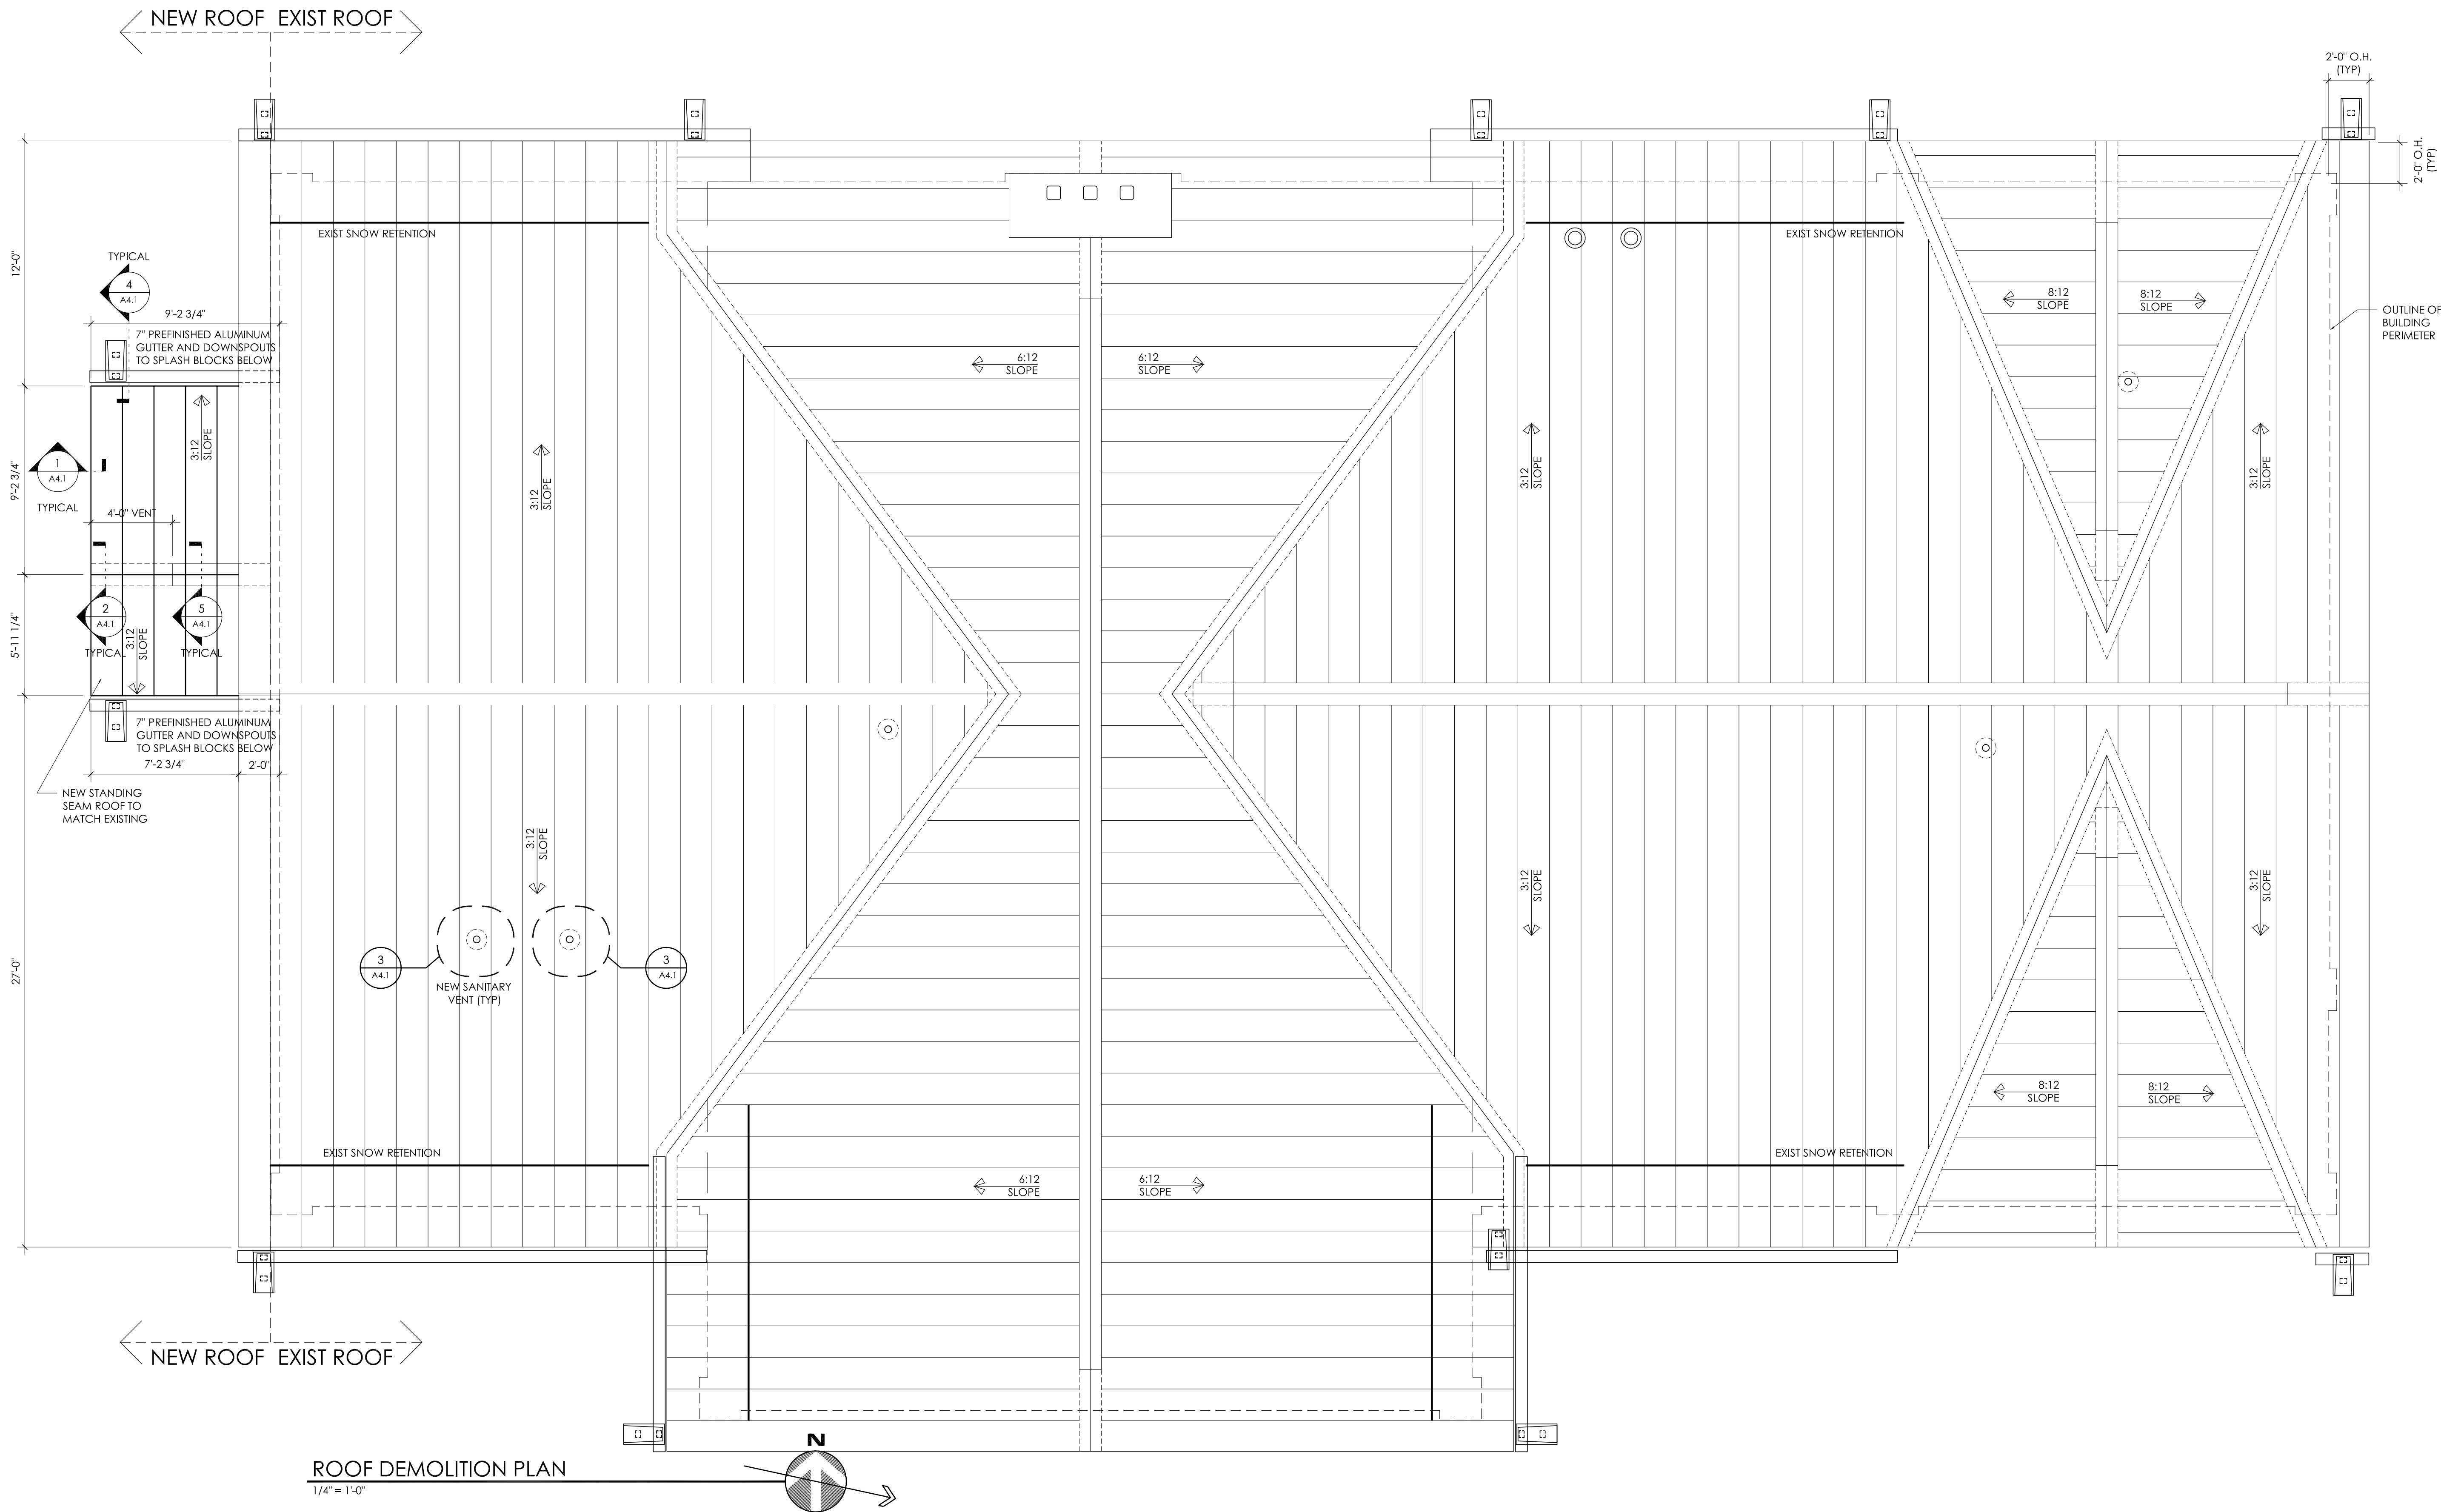 NEW ROOF EXIST ROOF
2'-0" O.H.
(TYP)
2'-0" O.H.
(TYP)
EXIST SNOW RETENTION
EXIST SNOW RETENTION
12'-0"
TYPICAL
4
A4.1
9'-2 3/4"
7" PREFINISHED ALUMINUM
GUTTER AND DOWNSPOUTS
TO SPLASH BLOCKS BELOW
8:12
SLOPE
8:12
SLOPE
OUTLINE OF
BUILDING
PERIMETER
6:12
SLOPE
6:12
SLOPE
3:12
SLOPE
3:12
SLOPE
3:12
SLOPE
3:12
SLOPE
9'-2 3/4"
1
A4.1
TYPICAL
4'-0" VENT
5'-11 1/4"
2
A4.1
TYPICAL
3:12
SLOPE
5
A4.1
TYPICAL
7" PREFINISHED ALUMINUM
GUTTER AND DOWNSPOUTS
TO SPLASH BLOCKS BELOW
7'-2 3/4"
2'-0"
NEW STANDING
SEAM ROOF TO
MATCH EXISTING
3:12
SLOPE
3:12
SLOPE
3:12
SLOPE
27'-0"
3
A4.1
3
A4.1
NEW SANITARY
VENT (TYP)
8:12
SLOPE
8:12
SLOPE
EXIST SNOW RETENTION
EXIST SNOW RETENTION
6:12
SLOPE
6:12
SLOPE
NEW ROOF EXIST ROOF
N
ROOF DEMOLITION PLAN
1/4" = 1'-0"